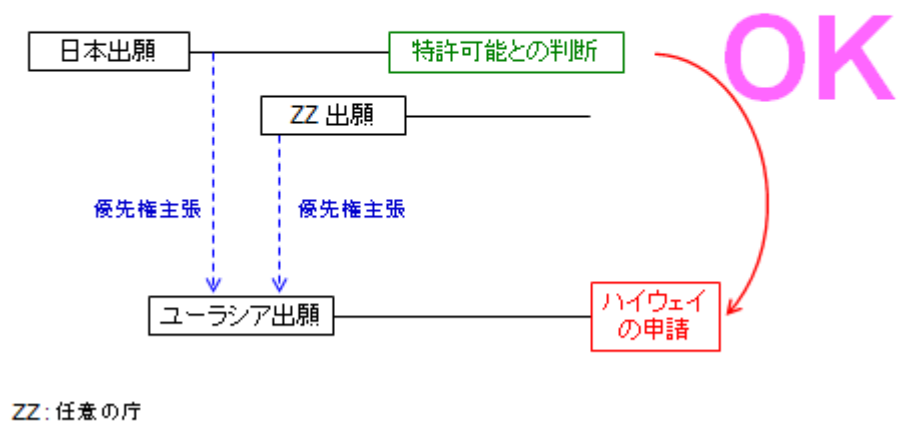 OK
日本出願
特許可能との判断
ZZ 出願
優先権主張
優先権主張
ユーラシア出願
ハイウェイ
の申請
ZZ：任意の庁